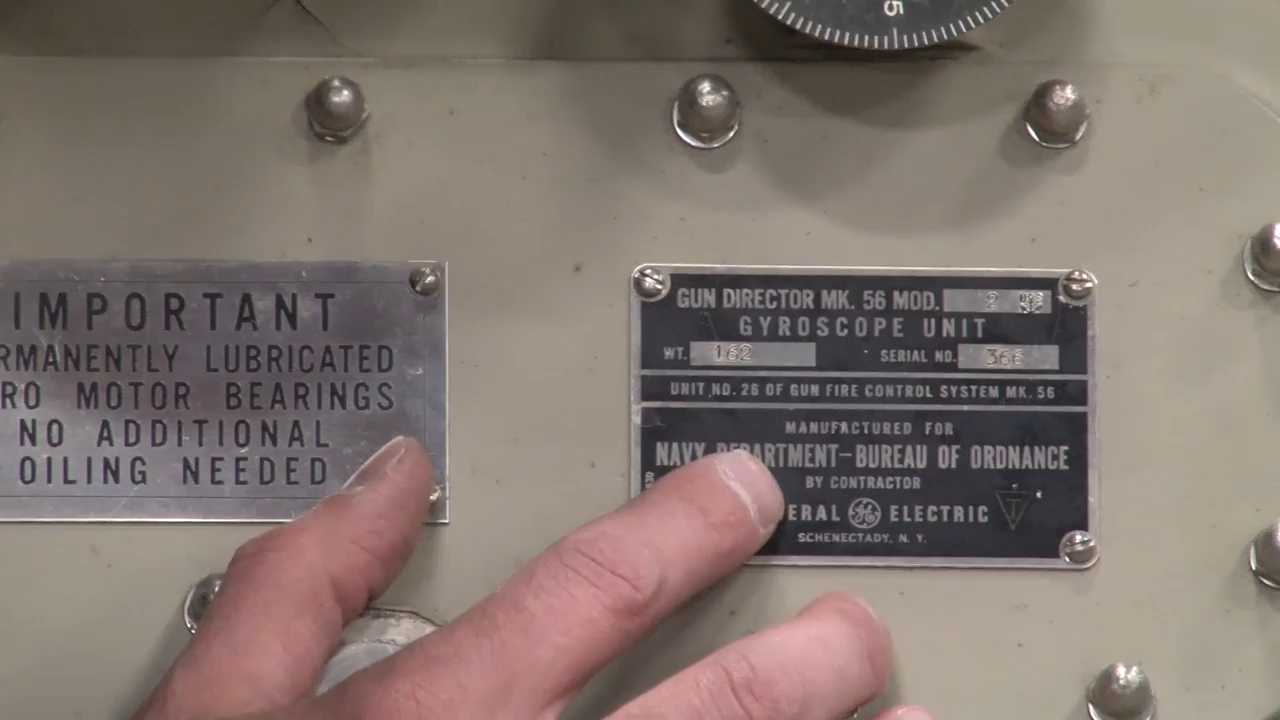 5
IMPORTANT
RMANENTLY LUBRICATED
RO MOTOR BEARINGS
NO ADDITIONAL
OILING NEEDED
GUN DIRECTOR MK. 56 MOD. 2
GYROSCOPE UNIT
WT. 162 SERIAL NO. 366
UNIT NO. 26 OF GUN FIRE CONTROL SYSTEM MK. 56
MANUFACTURED FOR
NAVY DEPARTMENT-BUREAU OF ORDNANCE
BY CONTRACTOR
ERAL GE ELECTRIC
SCHENECTADY, N. Y.